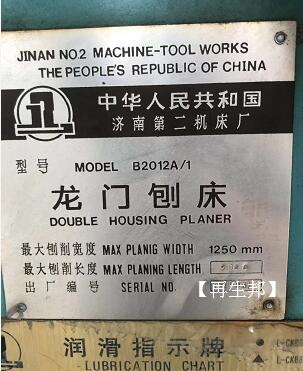 JINAN NO.2 MACHINE-TOOL WORKS
THE PEOPLE'S REPUBLIC OF CHINA
中华人民共和国
济南第二机床厂
型号 MODEL B2012A/1
龙门刨床
DOUBLE HOUSING PLANER
最大刨削宽度 MAX PLANIG WIDTH 1250 mm
最大刨削长度 MAX PLANING LENGTH
出厂编号 SERIAL NO.
【再生邦】
润滑指示牌
LUBRICATION CHART